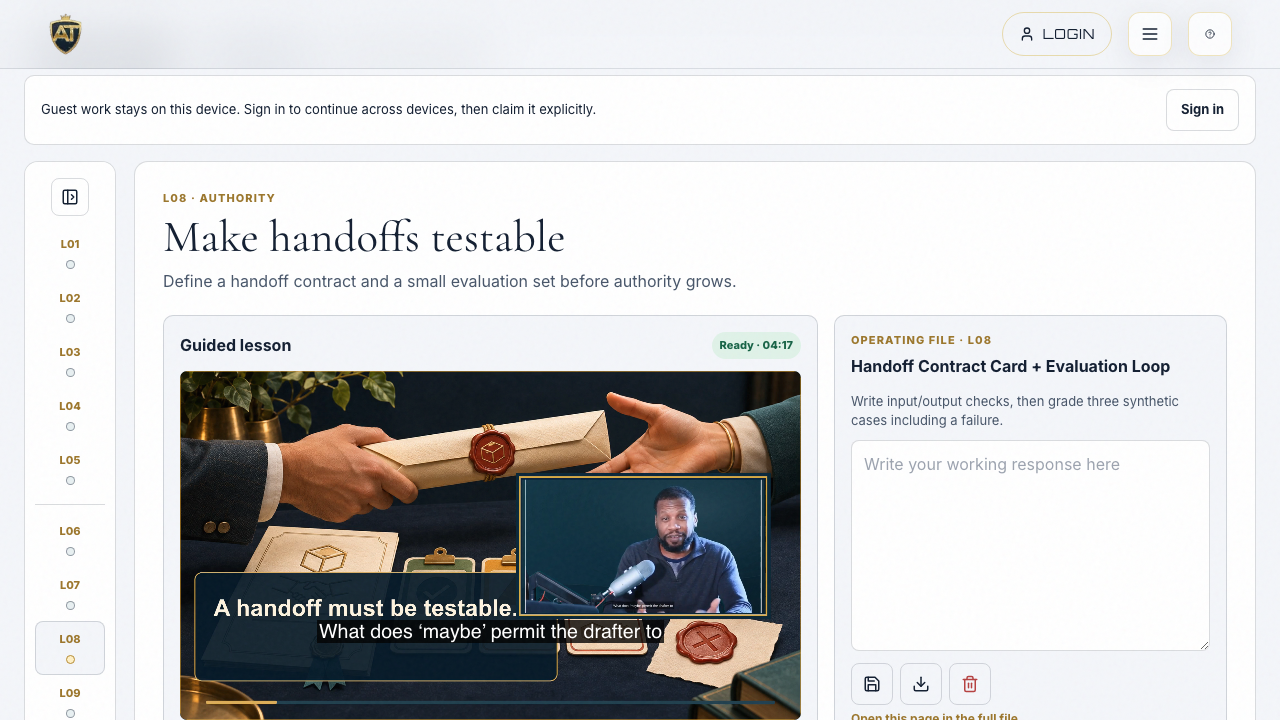 AT
LOGIN
Guest work stays on this device. Sign in to continue across devices, then claim it explicitly.
Sign in
L01
L02
L03
L04
L05
L06
L07
L08
L09
L08 · AUTHORITY
Make handoffs testable
Define a handoff contract and a small evaluation set before authority grows.
Guided lesson
Ready · 04:17
A handoff must be testable.
What does ‘maybe’ permit the drafter to
OPERATING FILE · L08
Handoff Contract Card + Evaluation Loop
Write input/output checks, then grade three synthetic
cases including a failure.
Write your working response here
Open this page in the full file